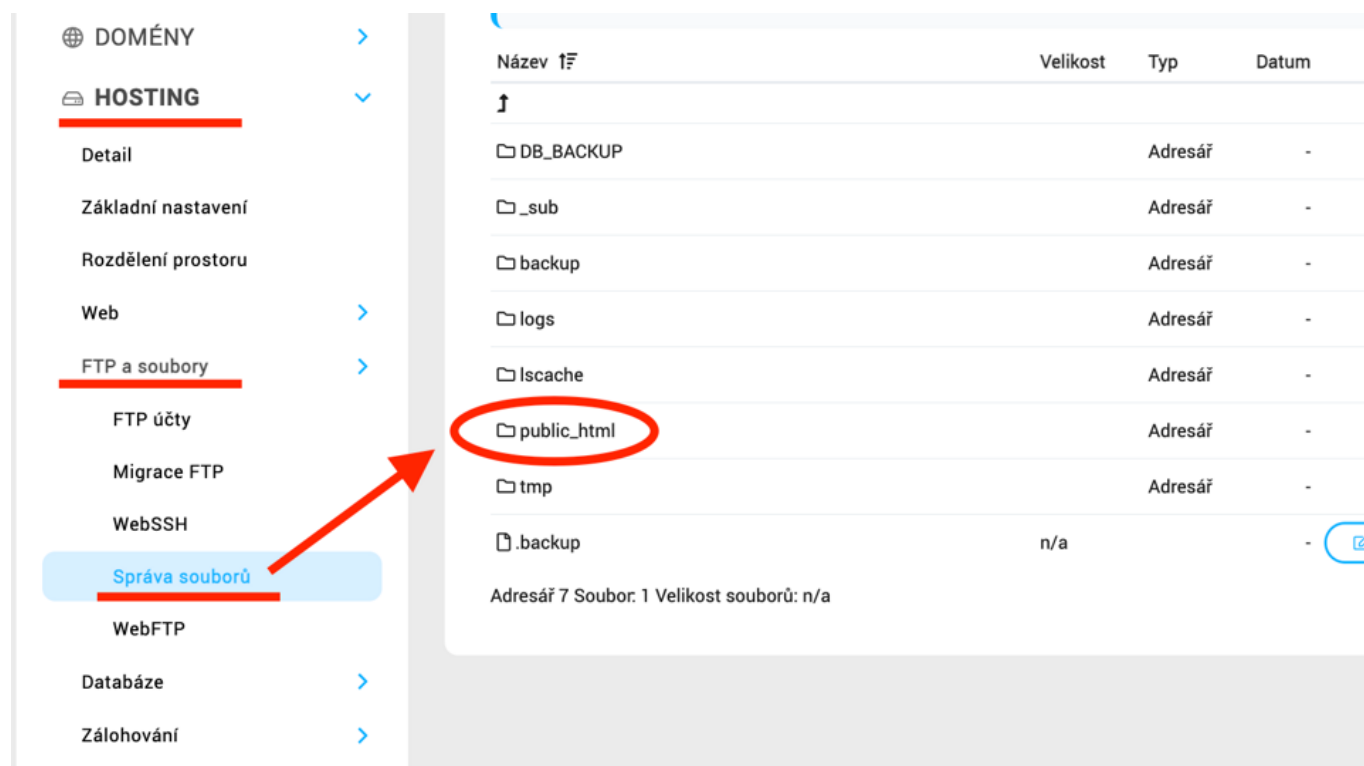 DOMÉNY
HOSTING
Detail
Základní nastavení
Rozdělení prostoru
Web
FTP a soubory
FTP účty
Migrace FTP
WebSSH
Správa souborů
WebFTP
Databáze
Zálohování
Název Velikost Typ Datum
DB_BACKUP Adresář -
_sub Adresář -
backup Adresář -
logs Adresář -
lscache Adresář -
public_html Adresář -
tmp Adresář -
.backup n/a -
Adresář 7 Soubor: 1 Velikost souborů: n/a